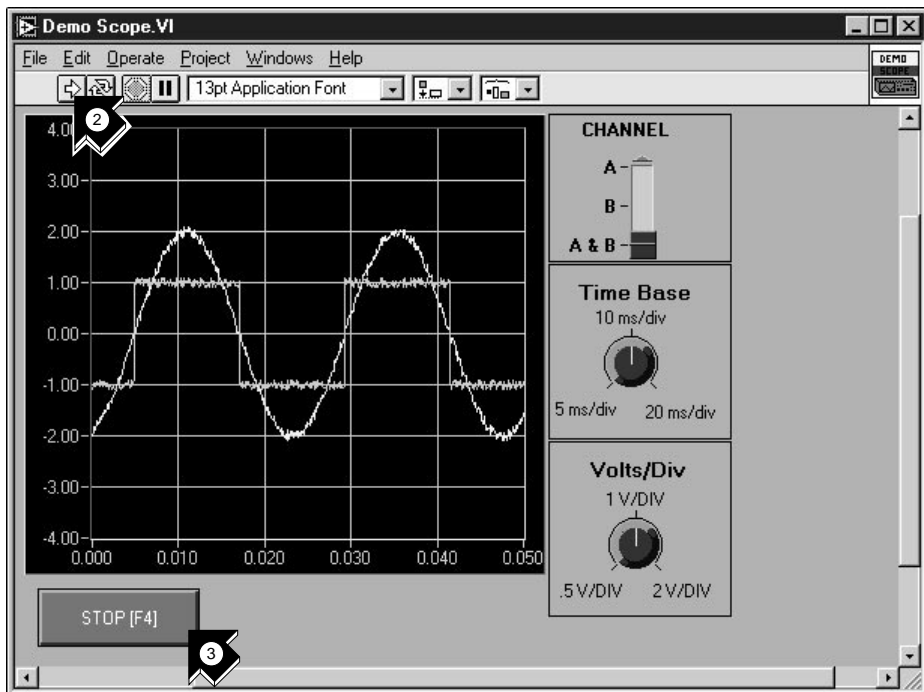 Demo Scope.VI
File Edit Operate Project Windows Help
DEMO
SCOPE
13pt Application Font
2
4.00
3.00
2.00
1.00
0.00
-1.00
-2.00
-3.00
-4.00
0.000 0.010 0.020 0.030 0.040 0.050
CHANNEL
A
B
A & B
Time Base
10 ms/div
5 ms/div 20 ms/div
Volts/Div
1 V/DIV
.5 V/DIV 2 V/DIV
STOP [F4]
3